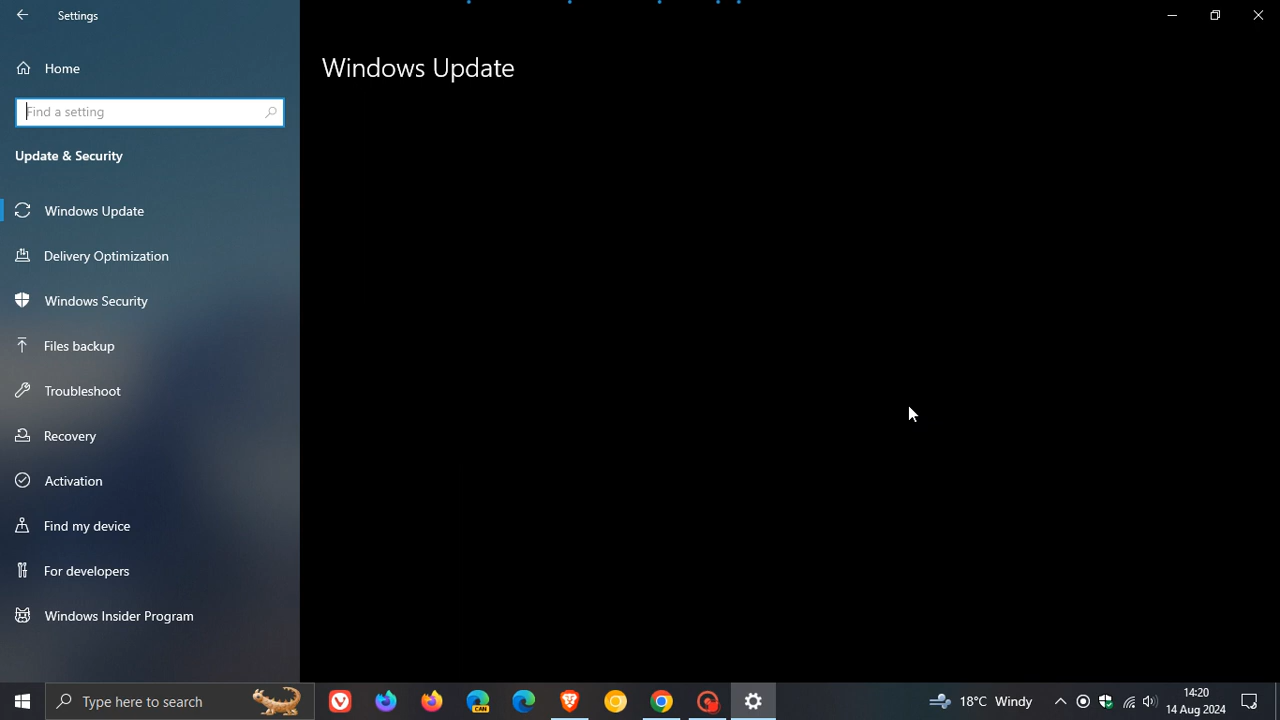 Settings
Home
Find a setting
Update & Security
Windows Update
Delivery Optimization
Windows Security
Files backup
Troubleshoot
Recovery
Activation
Find my device
For developers
Windows Insider Program
Windows Update
Type here to search
CAN
18°C Windy
14:20
14 Aug 2024